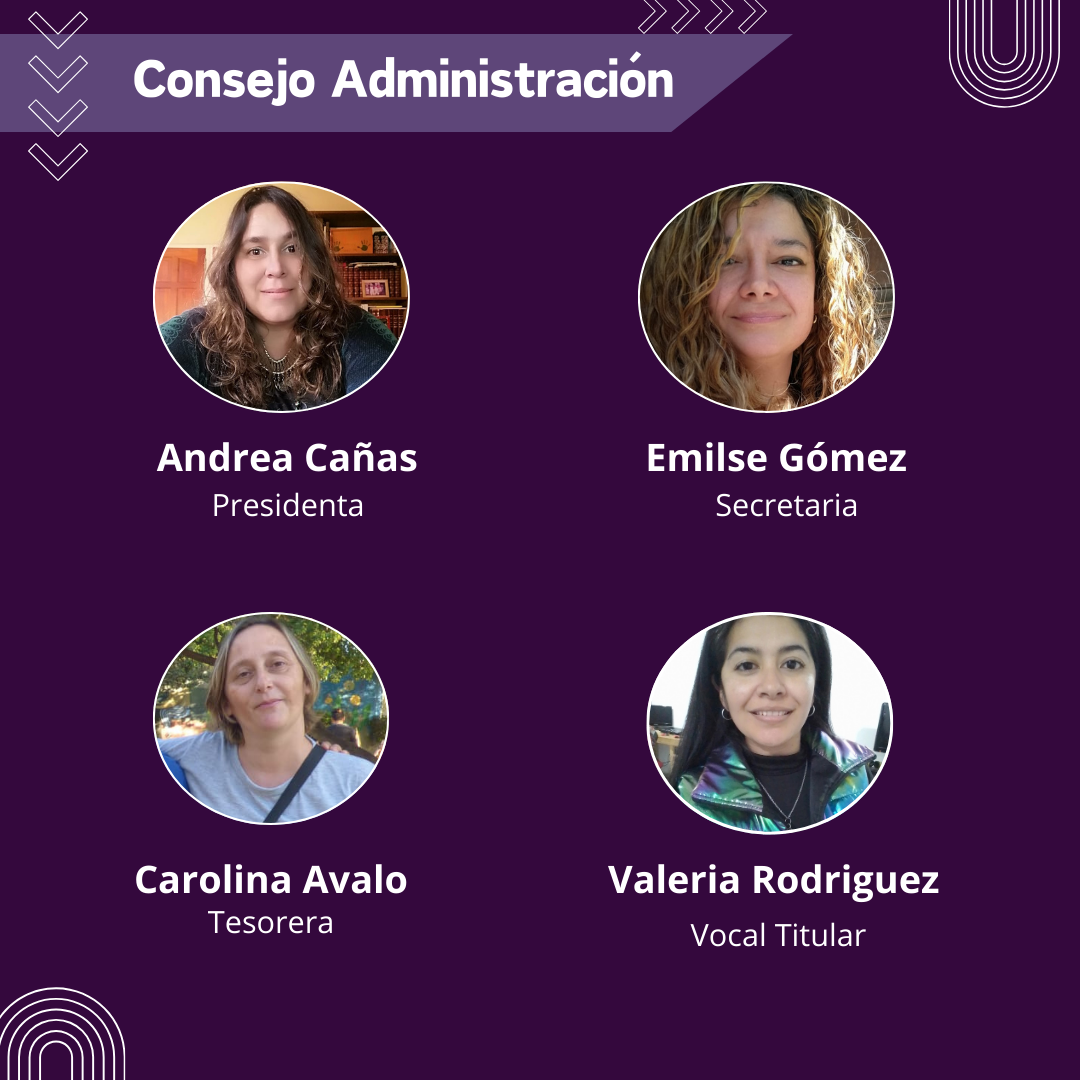 Consejo Administración
Andrea Cañas
Presidenta
Emilse Gómez
Secretaria
Carolina Avalo
Tesorera
Valeria Rodriguez
Vocal Titular